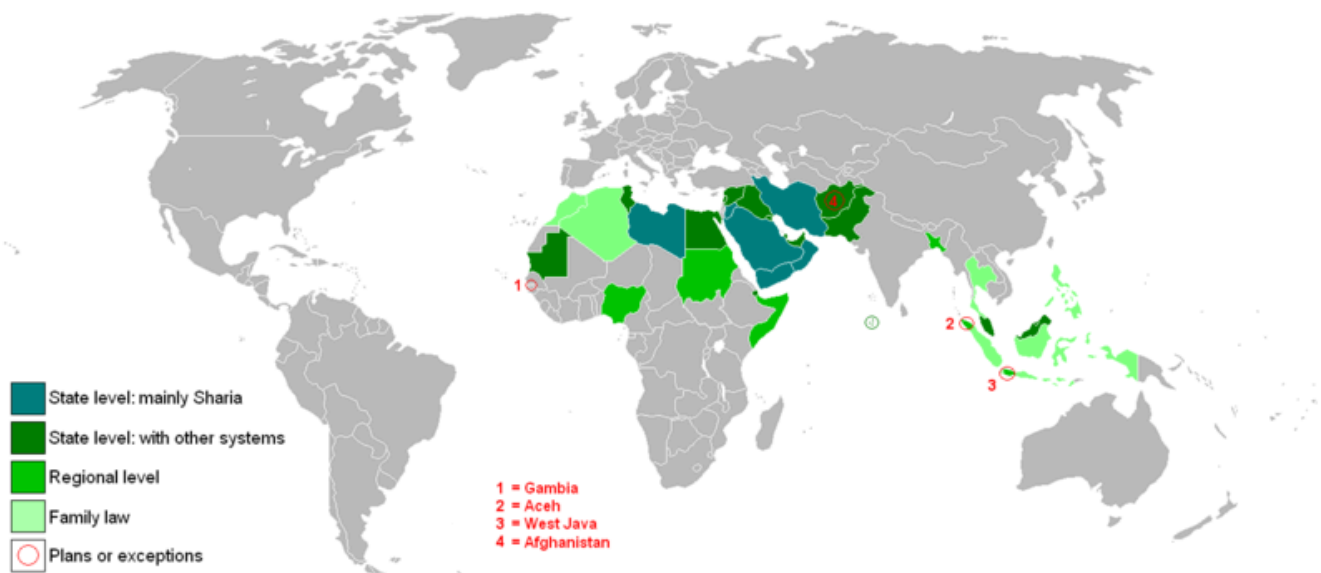 1
2
3
4
State level: mainly Sharia
State level: with other systems
Regional level
Family law
Plans or exceptions
1 = Gambia
2 = Aceh
3 = West Java
4 = Afghanistan